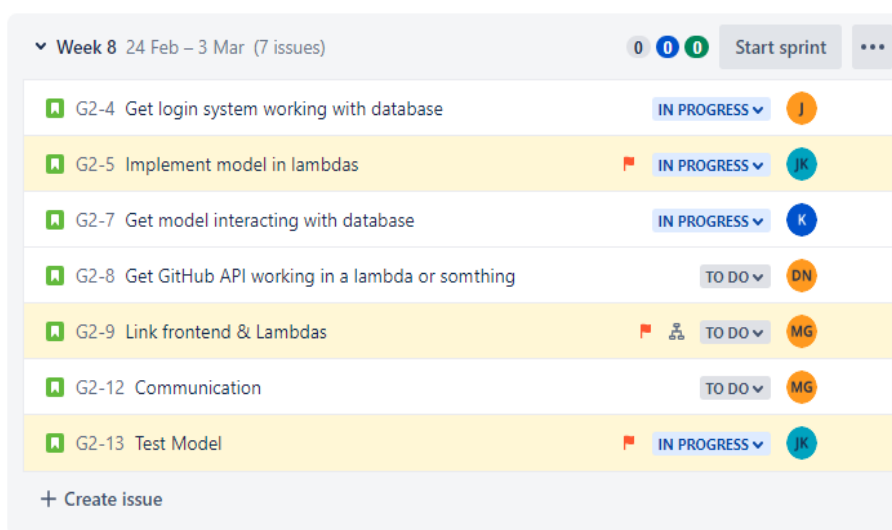 Week 8 24 Feb – 3 Mar (7 issues) 0 0 0 Start sprint
G2-4 Get login system working with database IN PROGRESS J
G2-5 Implement model in lambdas IN PROGRESS JK
G2-7 Get model interacting with database IN PROGRESS K
G2-8 Get GitHub API working in a lambda or somthing TO DO DN
G2-9 Link frontend & Lambdas TO DO MG
G2-12 Communication TO DO MG
G2-13 Test Model IN PROGRESS JK
+ Create issue